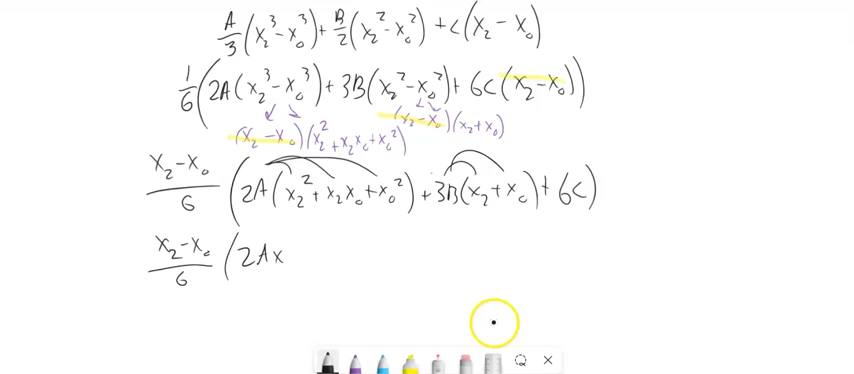 A/3 (x₂³ − x₀³) + B/2 (x₂² − x₀²) + C(x₂ − x₀)
1/6 (2A(x₂³ − x₀³) + 3B(x₂² − x₀²) + 6C(x₂ − x₀))
(x₂ − x₀)(x₂² + x₂x₀ + x₀²) (x₂ − x₀)(x₂ + x₀)
(x₂ − x₀)/6 (2A(x₂² + x₂x₀ + x₀²) + 3B(x₂ + x₀) + 6C)
(x₂ − x₀)/6 (2Ax